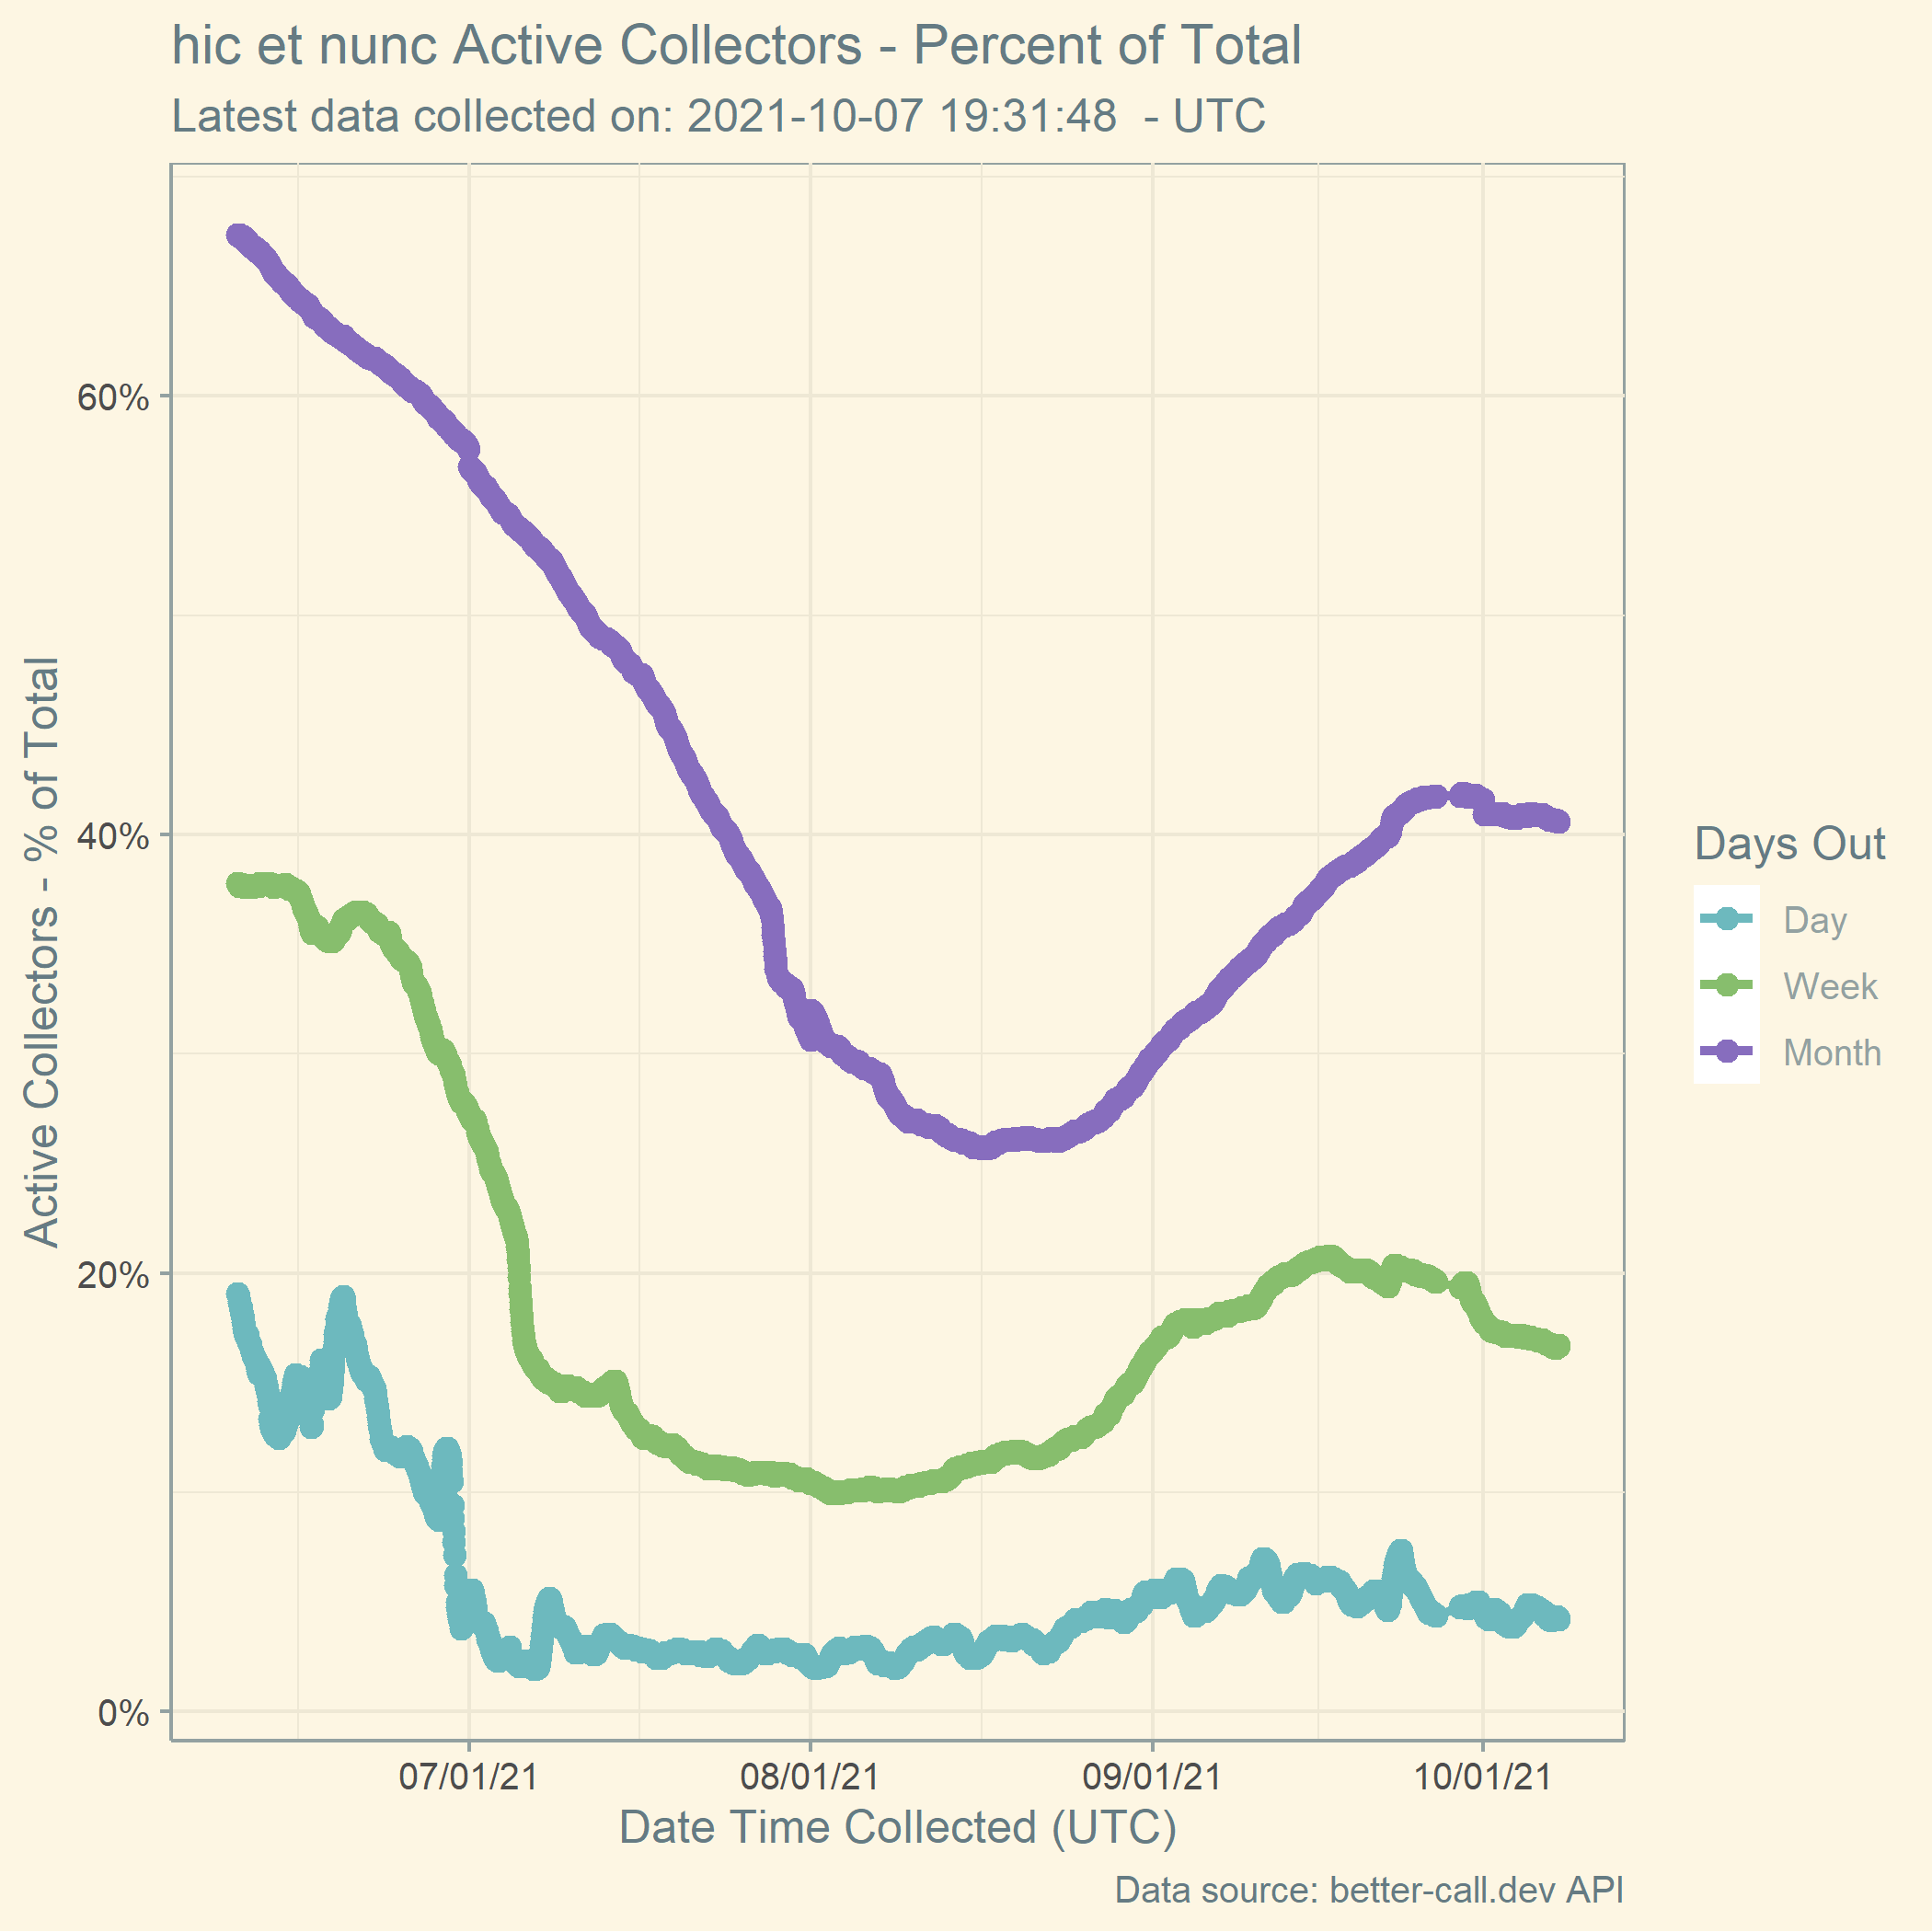 hic et nunc Active Collectors - Percent of Total
Latest data collected on: 2021-10-07 19:31:48  - UTC
Active Collectors - % of Total
60%
40%
20%
0%
07/01/21
08/01/21
09/01/21
10/01/21
Date Time Collected (UTC)
Days Out
Day
Week
Month
Data source: better-call.dev API